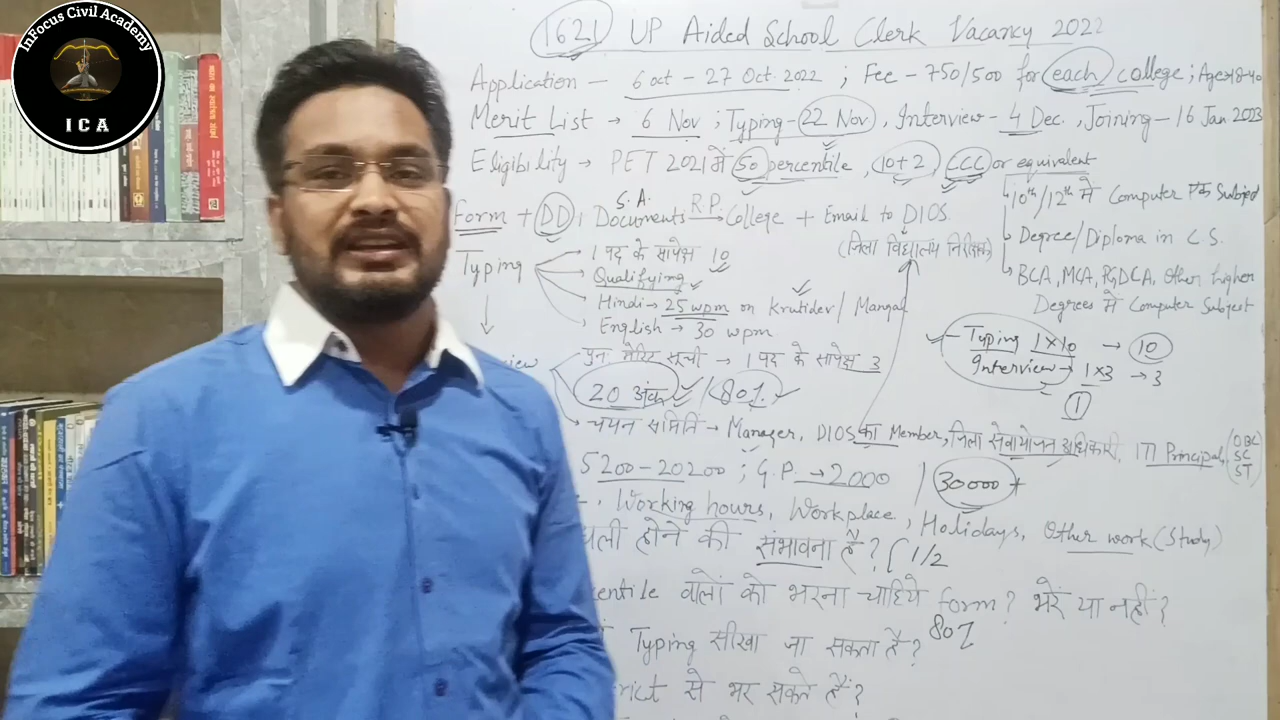 InFocus Civil Academy
ICA
1621 UP Aided School Clerk Vacancy 2022
Application - 6 oct - 27 Oct 2022 ; Fee - 750/500 for each college ; Age → 18-40
Merit List → 6 Nov ; Typing - 22 Nov, Interview - 4 Dec., Joining - 16 Jan 2023
Eligibility → PET 2021 में 50 percentile, 10+2, CCC or equivalent
10th/12th में Computer एक Subject
Degree/Diploma in C.S.
BCA, MCA, PGDCA, Other higher
Degrees में Computer Subject
S.A. R.P.
Form + DD, Documents → College + Email to DIOS
(जिला विद्यालय निरीक्षक)
Typing
1 पद के सापेक्ष 10
Qualifying
Hindi → 25 wpm on Krutidev/Mangal
English → 30 wpm
Typing 1×10 → 10
Interview → 1×3 → 3
1
view
पुनः मेरिट सूची → 1 पद के सापेक्ष 3
20 अंक / 80%
चयन समिति → Manager, DIOS का Member, जिला सेवायोजन अधिकारी, ITI Principal, (OBC SC ST
5200-20200 ; G.P. → 2000 / 30000+
Working hours, Workplace, Holidays, Other work (Study)
होने की संभावना है? 1/2
centile वालों को भरना चाहिये form? भरें या नहीं?
Typing सीखा जा सकता है? 80%
rict से भर सकते हैं?